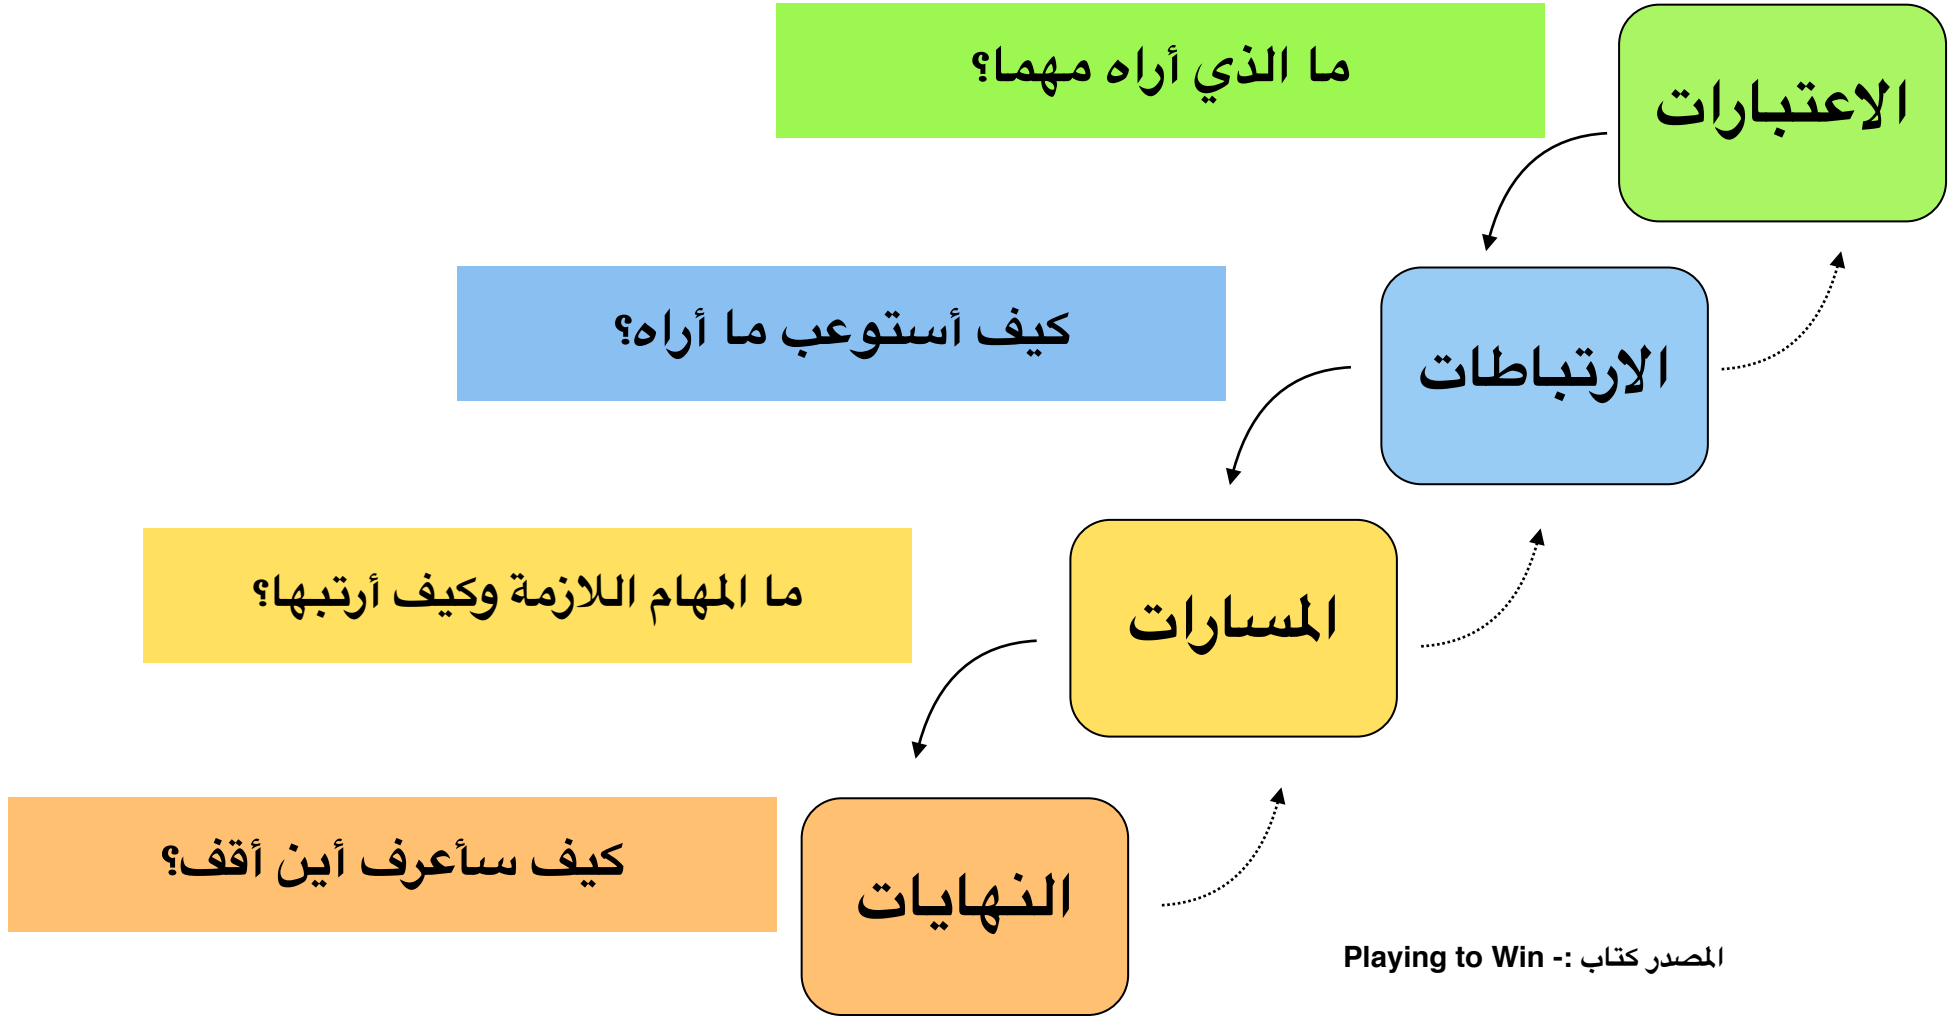 الاعتبارات
ما الذي أراه مهما؟
الارتباطات
كيف أستوعب ما أراه؟
المسارات
ما المهام اللازمة وكيف أرتبها؟
النهايات
كيف سأعرف أين أقف؟
المصدر كتاب :- Playing to Win